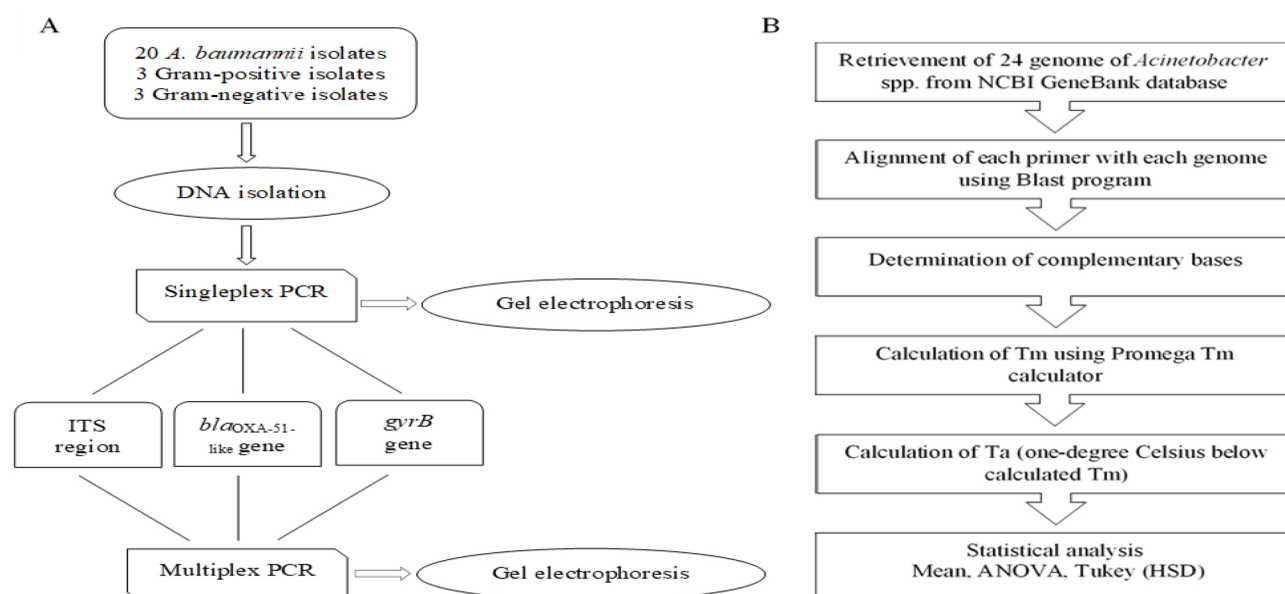 A
20 A. baumannii isolates
3 Gram-positive isolates
3 Gram-negative isolates
DNA isolation
Singleplex PCR
Gel electrophoresis
ITS
region
blaOXA-51-
like gene
gyrB
gene
Multiplex PCR
Gel electrophoresis
B
Retrievement of 24 genome of Acinetobacter
spp. from NCBI GeneBank database
Alignment of each primer with each genome
using Blast program
Determination of complementary bases
Calculation of Tm using Promega Tm
calculator
Calculation of Ta (one-degree Celsius below
calculated Tm)
Statistical analysis
Mean, ANOVA, Tukey (HSD)